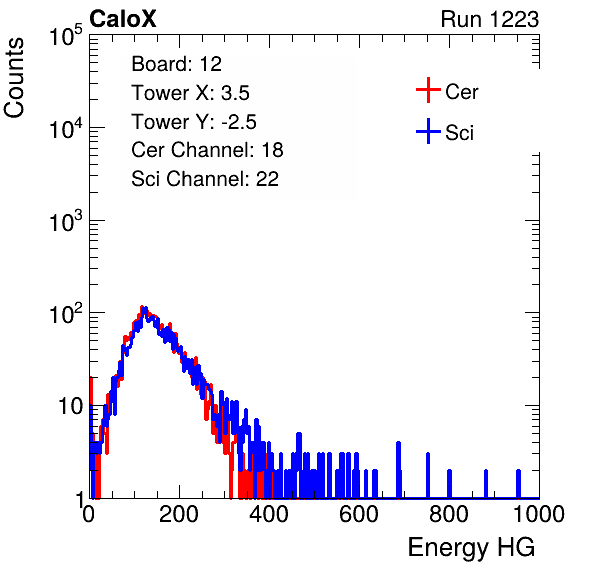 CaloX Run 1223
Counts
10^5
10^4
10^3
10^2
10
1
Board: 12
Tower X: 3.5
Tower Y: -2.5
Cer Channel: 18
Sci Channel: 22
Cer
Sci
0 200 400 600 800 1000
Energy HG